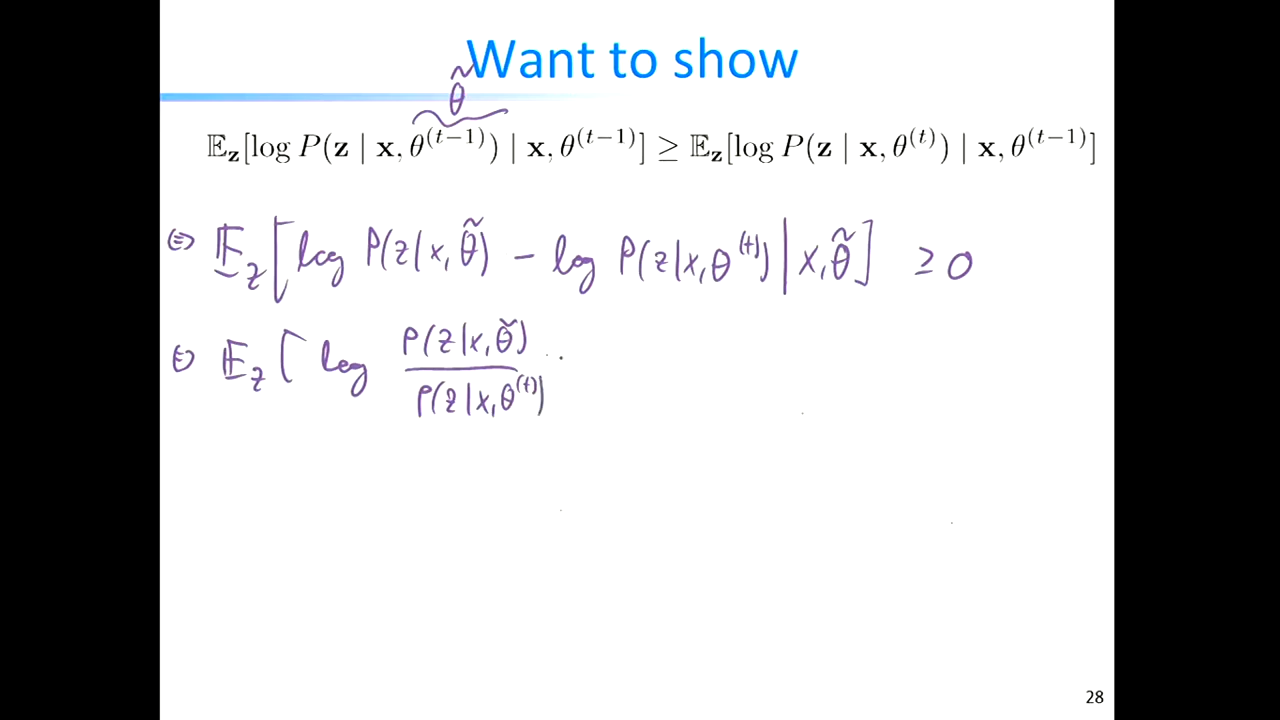 Want to show
θ̃
𝔼_z[log P(z | x, θ^(t−1)) | x, θ^(t−1)] ≥ 𝔼_z[log P(z | x, θ^(t)) | x, θ^(t−1)]
⇔ 𝔼_z[log P(z|x, θ̃) − log P(z|x, θ^(t)) | x, θ̃] ≥ 0
⇔ 𝔼_z[ log P(z|x, θ̃) / P(z|x, θ^(t))
28